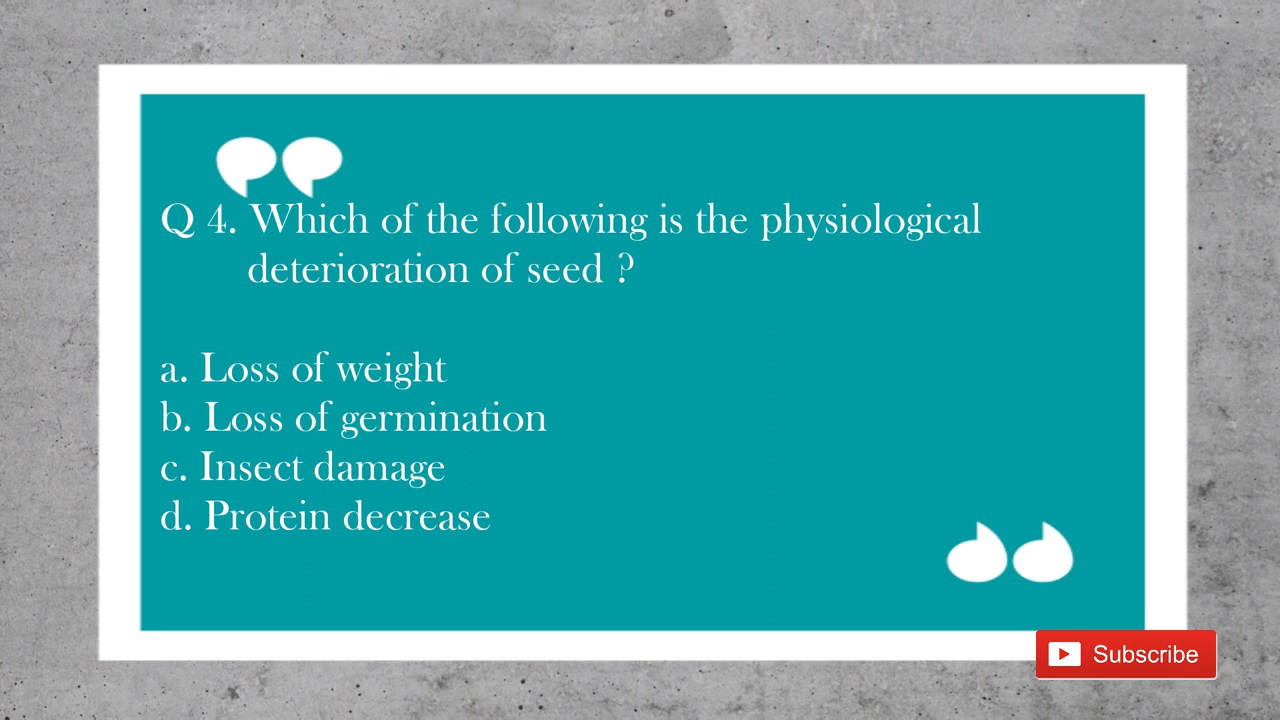 Q 4. Which of the following is the physiological
deterioration of seed ?
a. Loss of weight
b. Loss of germination
c. Insect damage
d. Protein decrease
Subscribe